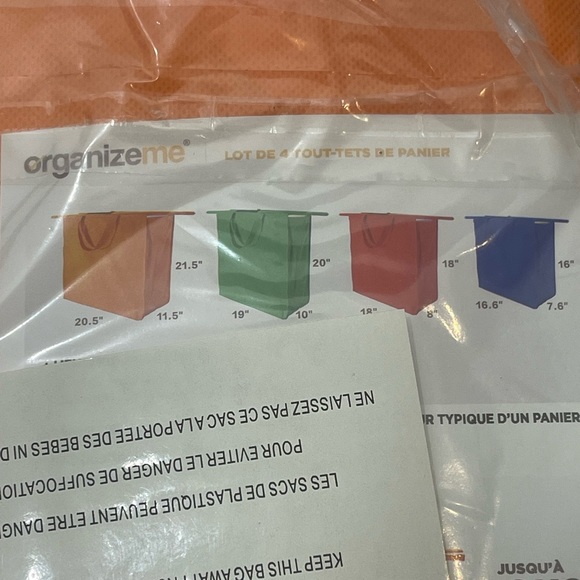 organizeme® LOT DE 4 TOUT-TETS DE PANIER
21.5" 20" 18" 16"
20.5" 11.5" 19" 10" 18" 8" 16.6" 7.6"
R TYPIQUE D'UN PANIER
JUSQU'À
KEEP THIS BAG AWAY
LES SACS DE PLASTIQUE PEUVENT ETRE DANG
POUR EVITER LE DANGER DE SUFFOCATIO
NE LAISSEZ PAS CE SAC A LA PORTEE DES BEBES NI D